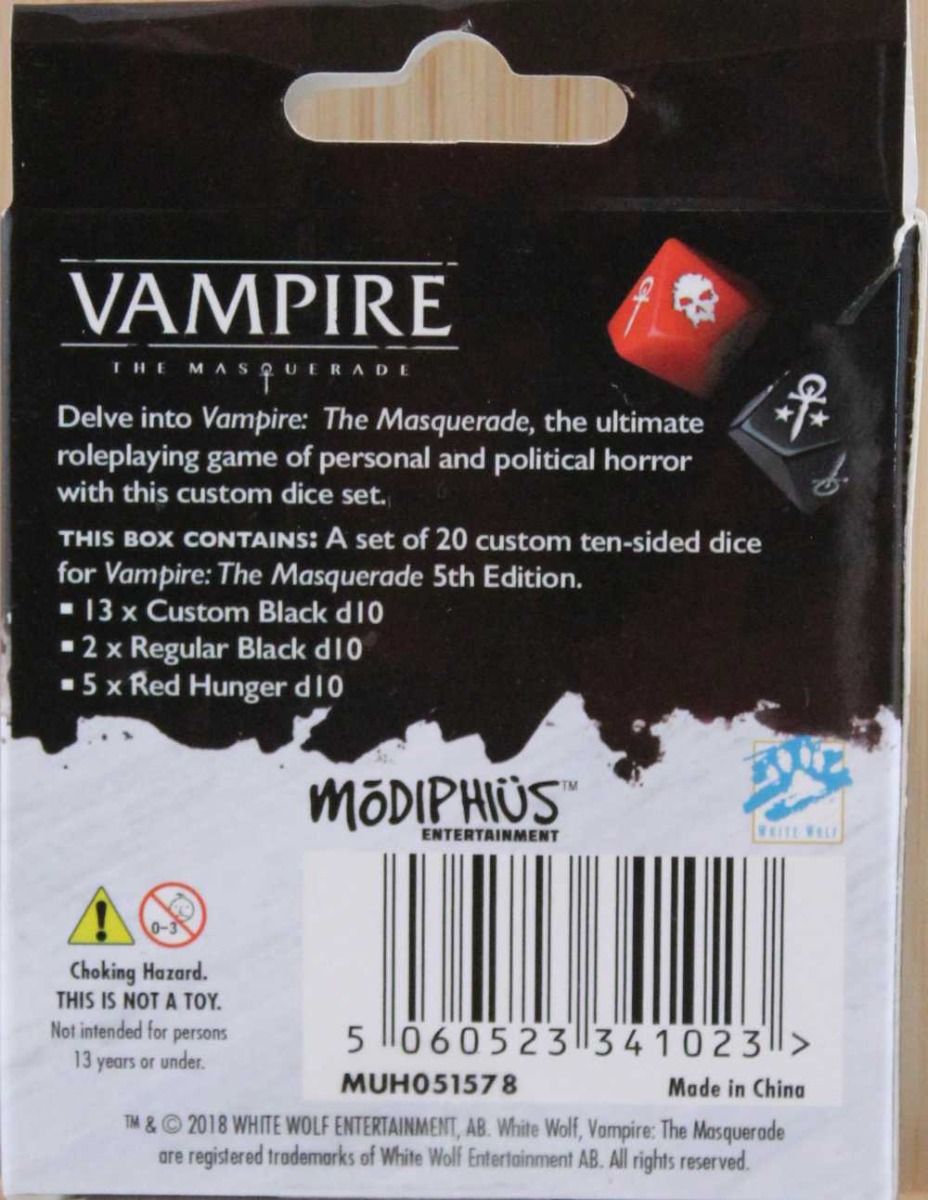 VAMPIRE
THE MASQUERADE
Delve into Vampire: The Masquerade, the ultimate
roleplaying game of personal and political horror
with this custom dice set.
THIS BOX CONTAINS: A set of 20 custom ten-sided dice
for Vampire: The Masquerade 5th Edition.
▪ 13 x Custom Black d10
▪ 2 x Regular Black d10
▪ 5 x Red Hunger d10
MŌDIPHIÜS™
ENTERTAINMENT
WHITE WOLF
0-3
Choking Hazard.
THIS IS NOT A TOY.
Not intended for persons
13 years or under.
5 060523 341023 >
MUH051578
Made in China
™ & © 2018 WHITE WOLF ENTERTAINMENT, AB. White Wolf, Vampire: The Masquerade
are registered trademarks of White Wolf Entertainment AB. All rights reserved.